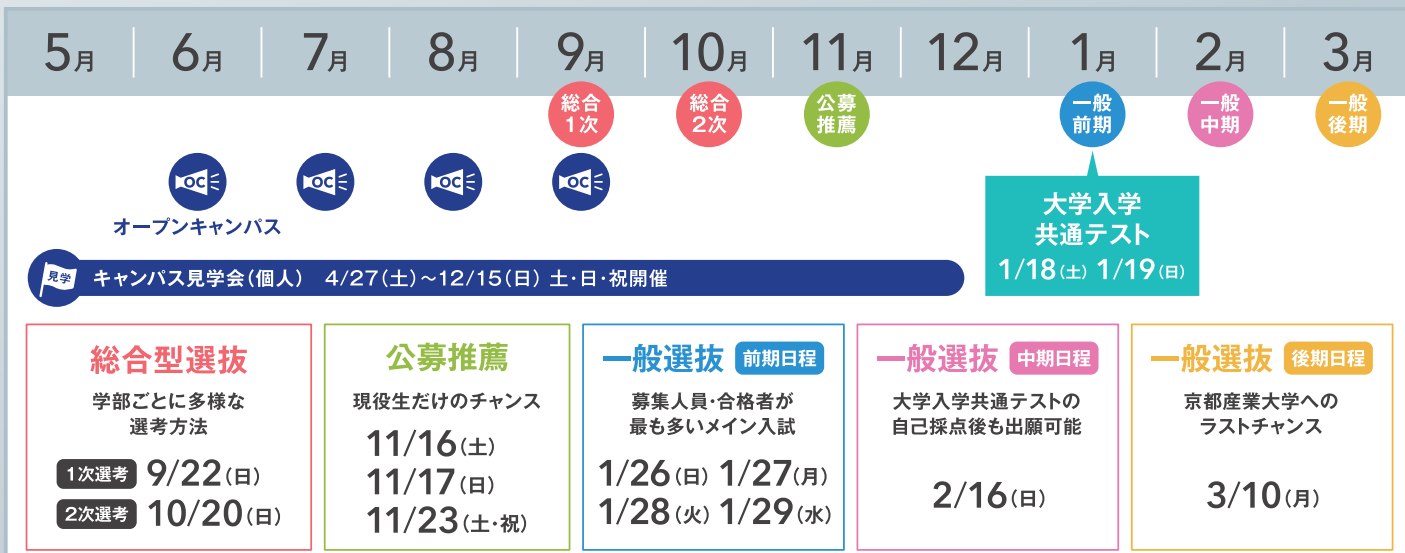 5月 6月 7月 8月 9月 10月 11月 12月 1月 2月 3月
総合
1次
総合
2次
公募
推薦
一般
前期
一般
中期
一般
後期
OC OC OC OC
オープンキャンパス
大学入学
共通テスト
1/18(土) 1/19(日)
見学 キャンパス見学会(個人) 4/27(土)~12/15(日) 土・日・祝開催
総合型選抜
学部ごとに多様な
選考方法
1次選考 9/22(日)
2次選考 10/20(日)
公募推薦
現役生だけのチャンス
11/16(土)
11/17(日)
11/23(土・祝)
一般選抜 前期日程
募集人員・合格者が
最も多いメイン入試
1/26(日) 1/27(月)
1/28(火) 1/29(水)
一般選抜 中期日程
大学入学共通テストの
自己採点後も出願可能
2/16(日)
一般選抜 後期日程
京都産業大学への
ラストチャンス
3/10(月)